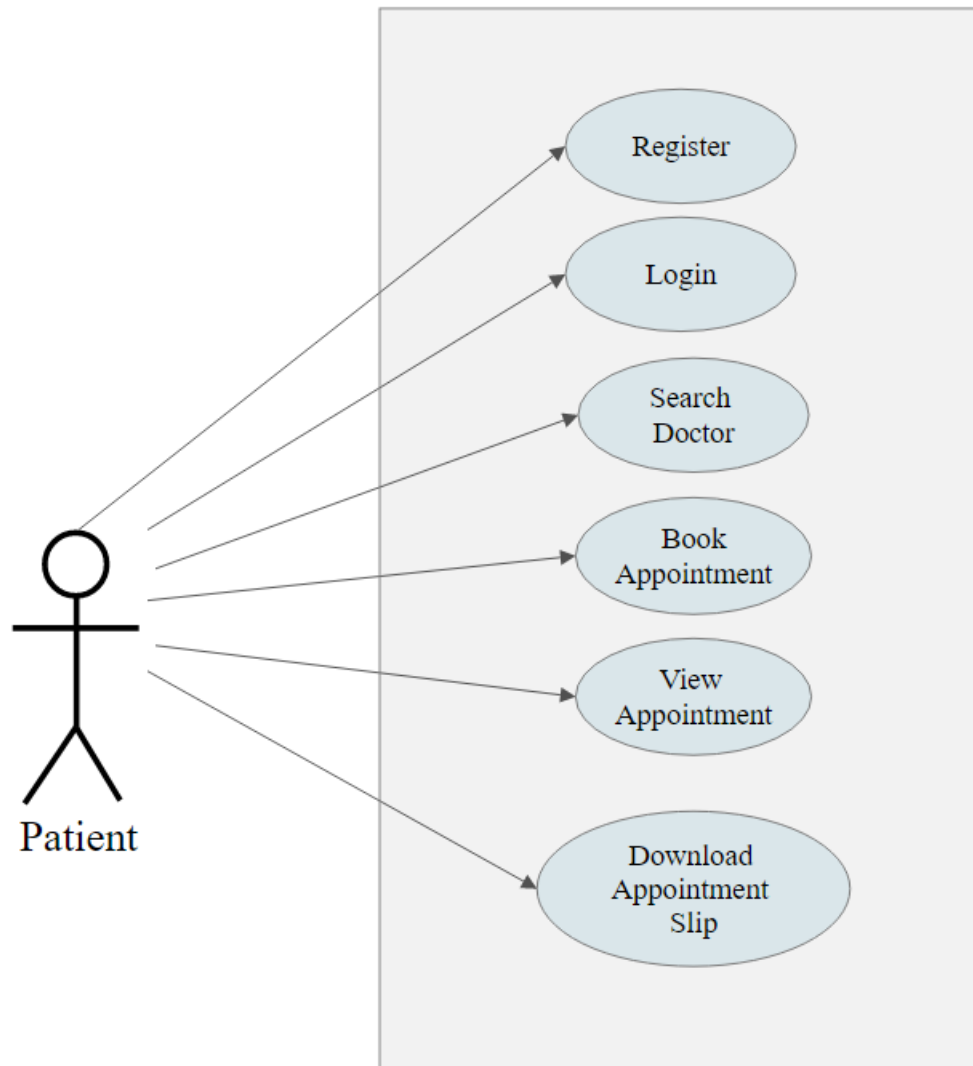 Register
Login
Search
Doctor
Book
Appointment
View
Appointment
Patient
Download
Appointment
Slip